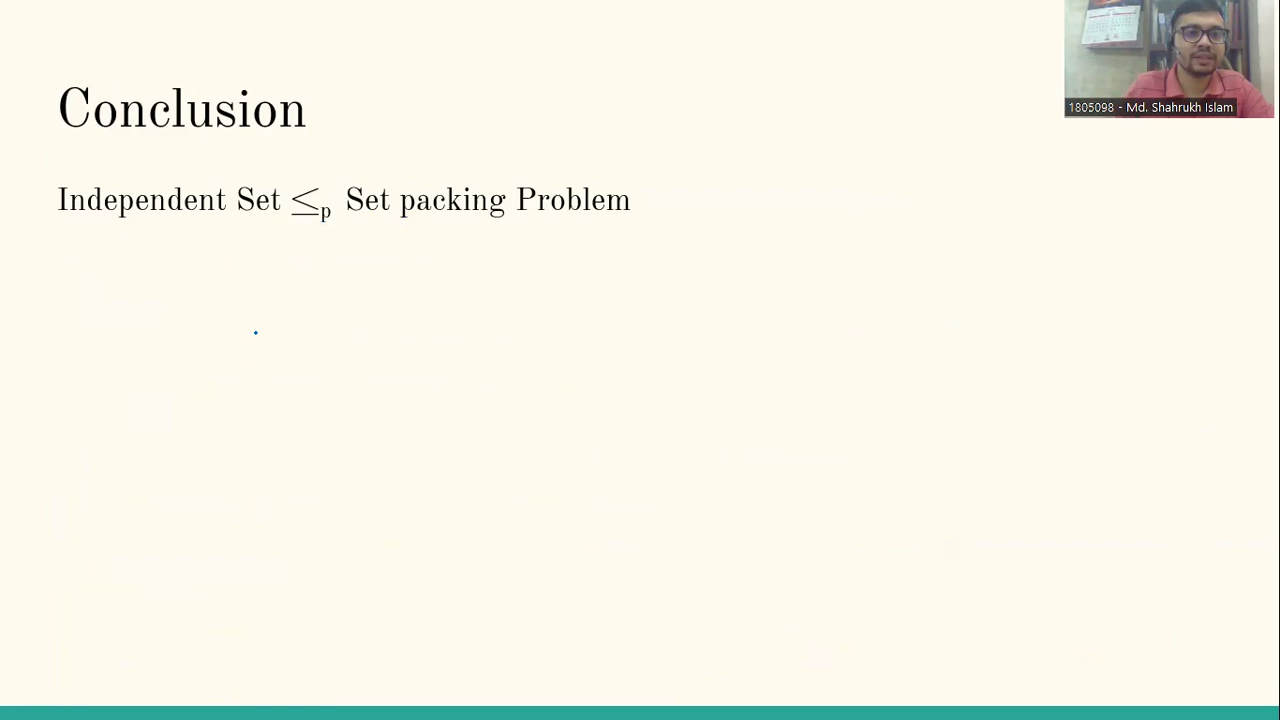 Conclusion
Independent Set ≤p Set packing Problem
1805098 - Md. Shahrukh Islam